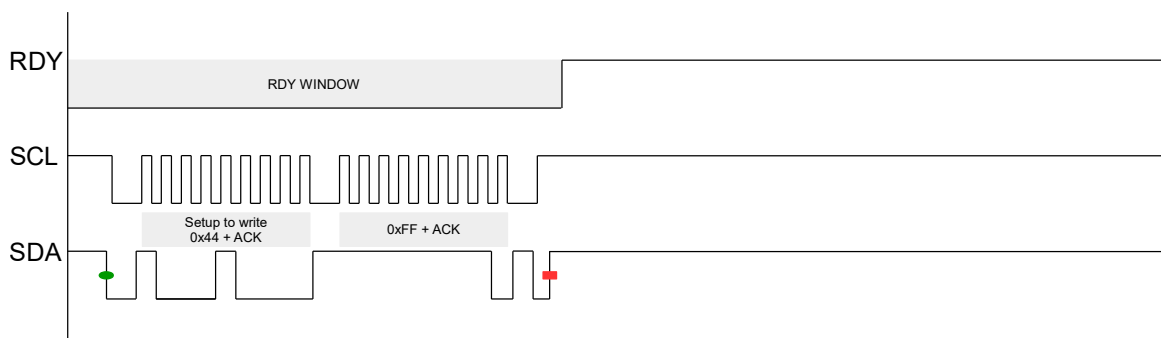 RDY
RDY WINDOW
SCL
Setup to write
0x44 + ACK
0xFF + ACK
SDA